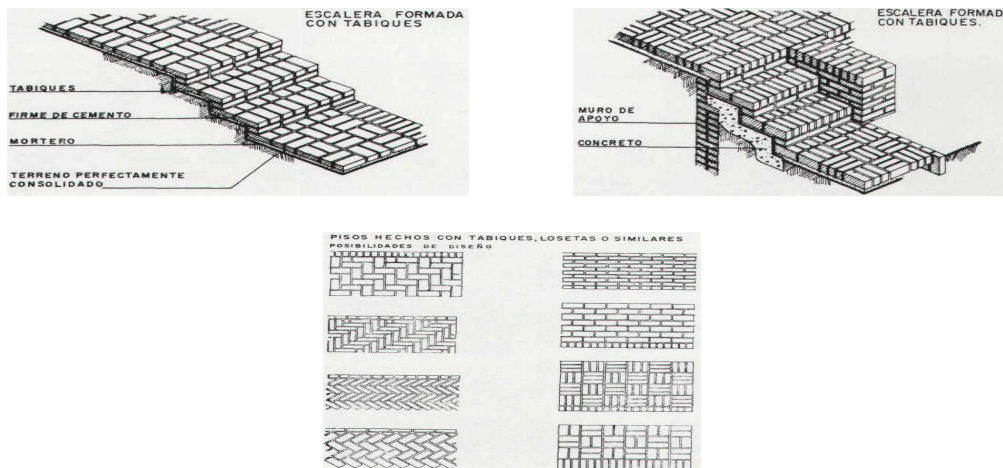 ESCALERA FORMADA
CON TABIQUES
TABIQUES
FIRME DE CEMENTO
MORTERO
TERRENO PERFECTAMENTE
CONSOLIDADO
ESCALERA FORMAD
CON TABIQUES.
MURO DE
APOYO
CONCRETO
PISOS HECHOS CON TABIQUES, LOSETAS O SIMILARES
POSIBILIDADES DE DISEÑO